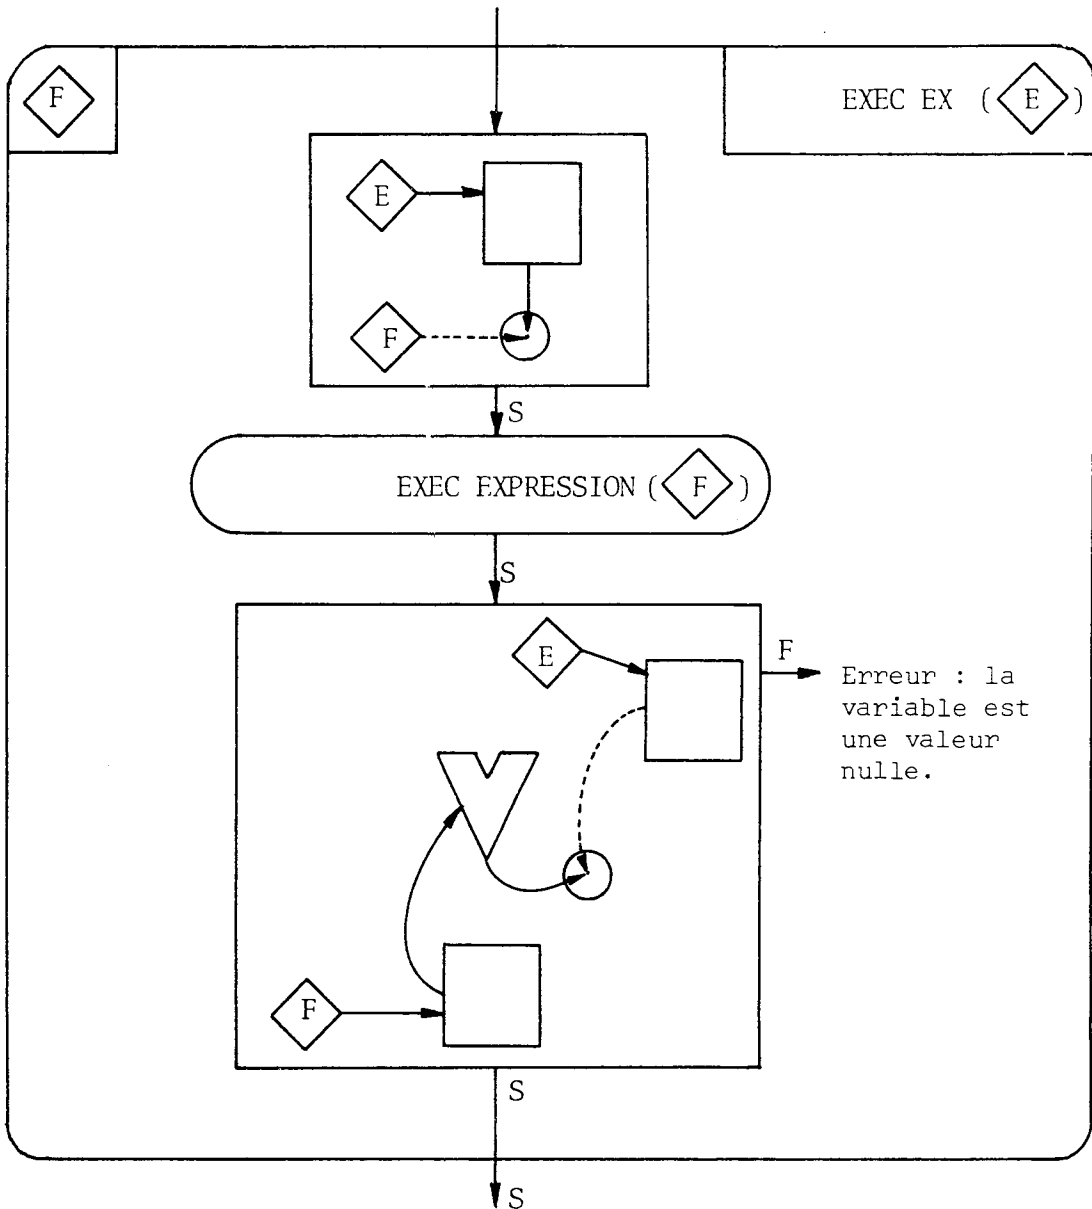 F
EXEC EX (E)
E
F
S
EXEC EXPRESSION (F)
S
E
F
Erreur : la
variable est
une valeur
nulle.
F
S
S